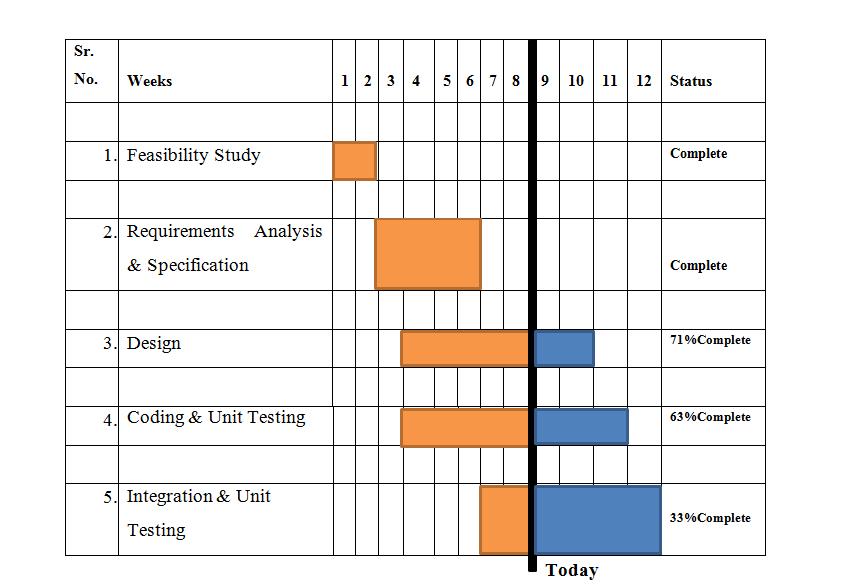 Sr.
No. Weeks 1 2 3 4 5 6 7 8 9 10 11 12 Status
1. Feasibility Study Complete
2. Requirements Analysis
& Specification Complete
3. Design 71%Complete
4. Coding & Unit Testing 63%Complete
5. Integration & Unit
Testing 33%Complete
Today